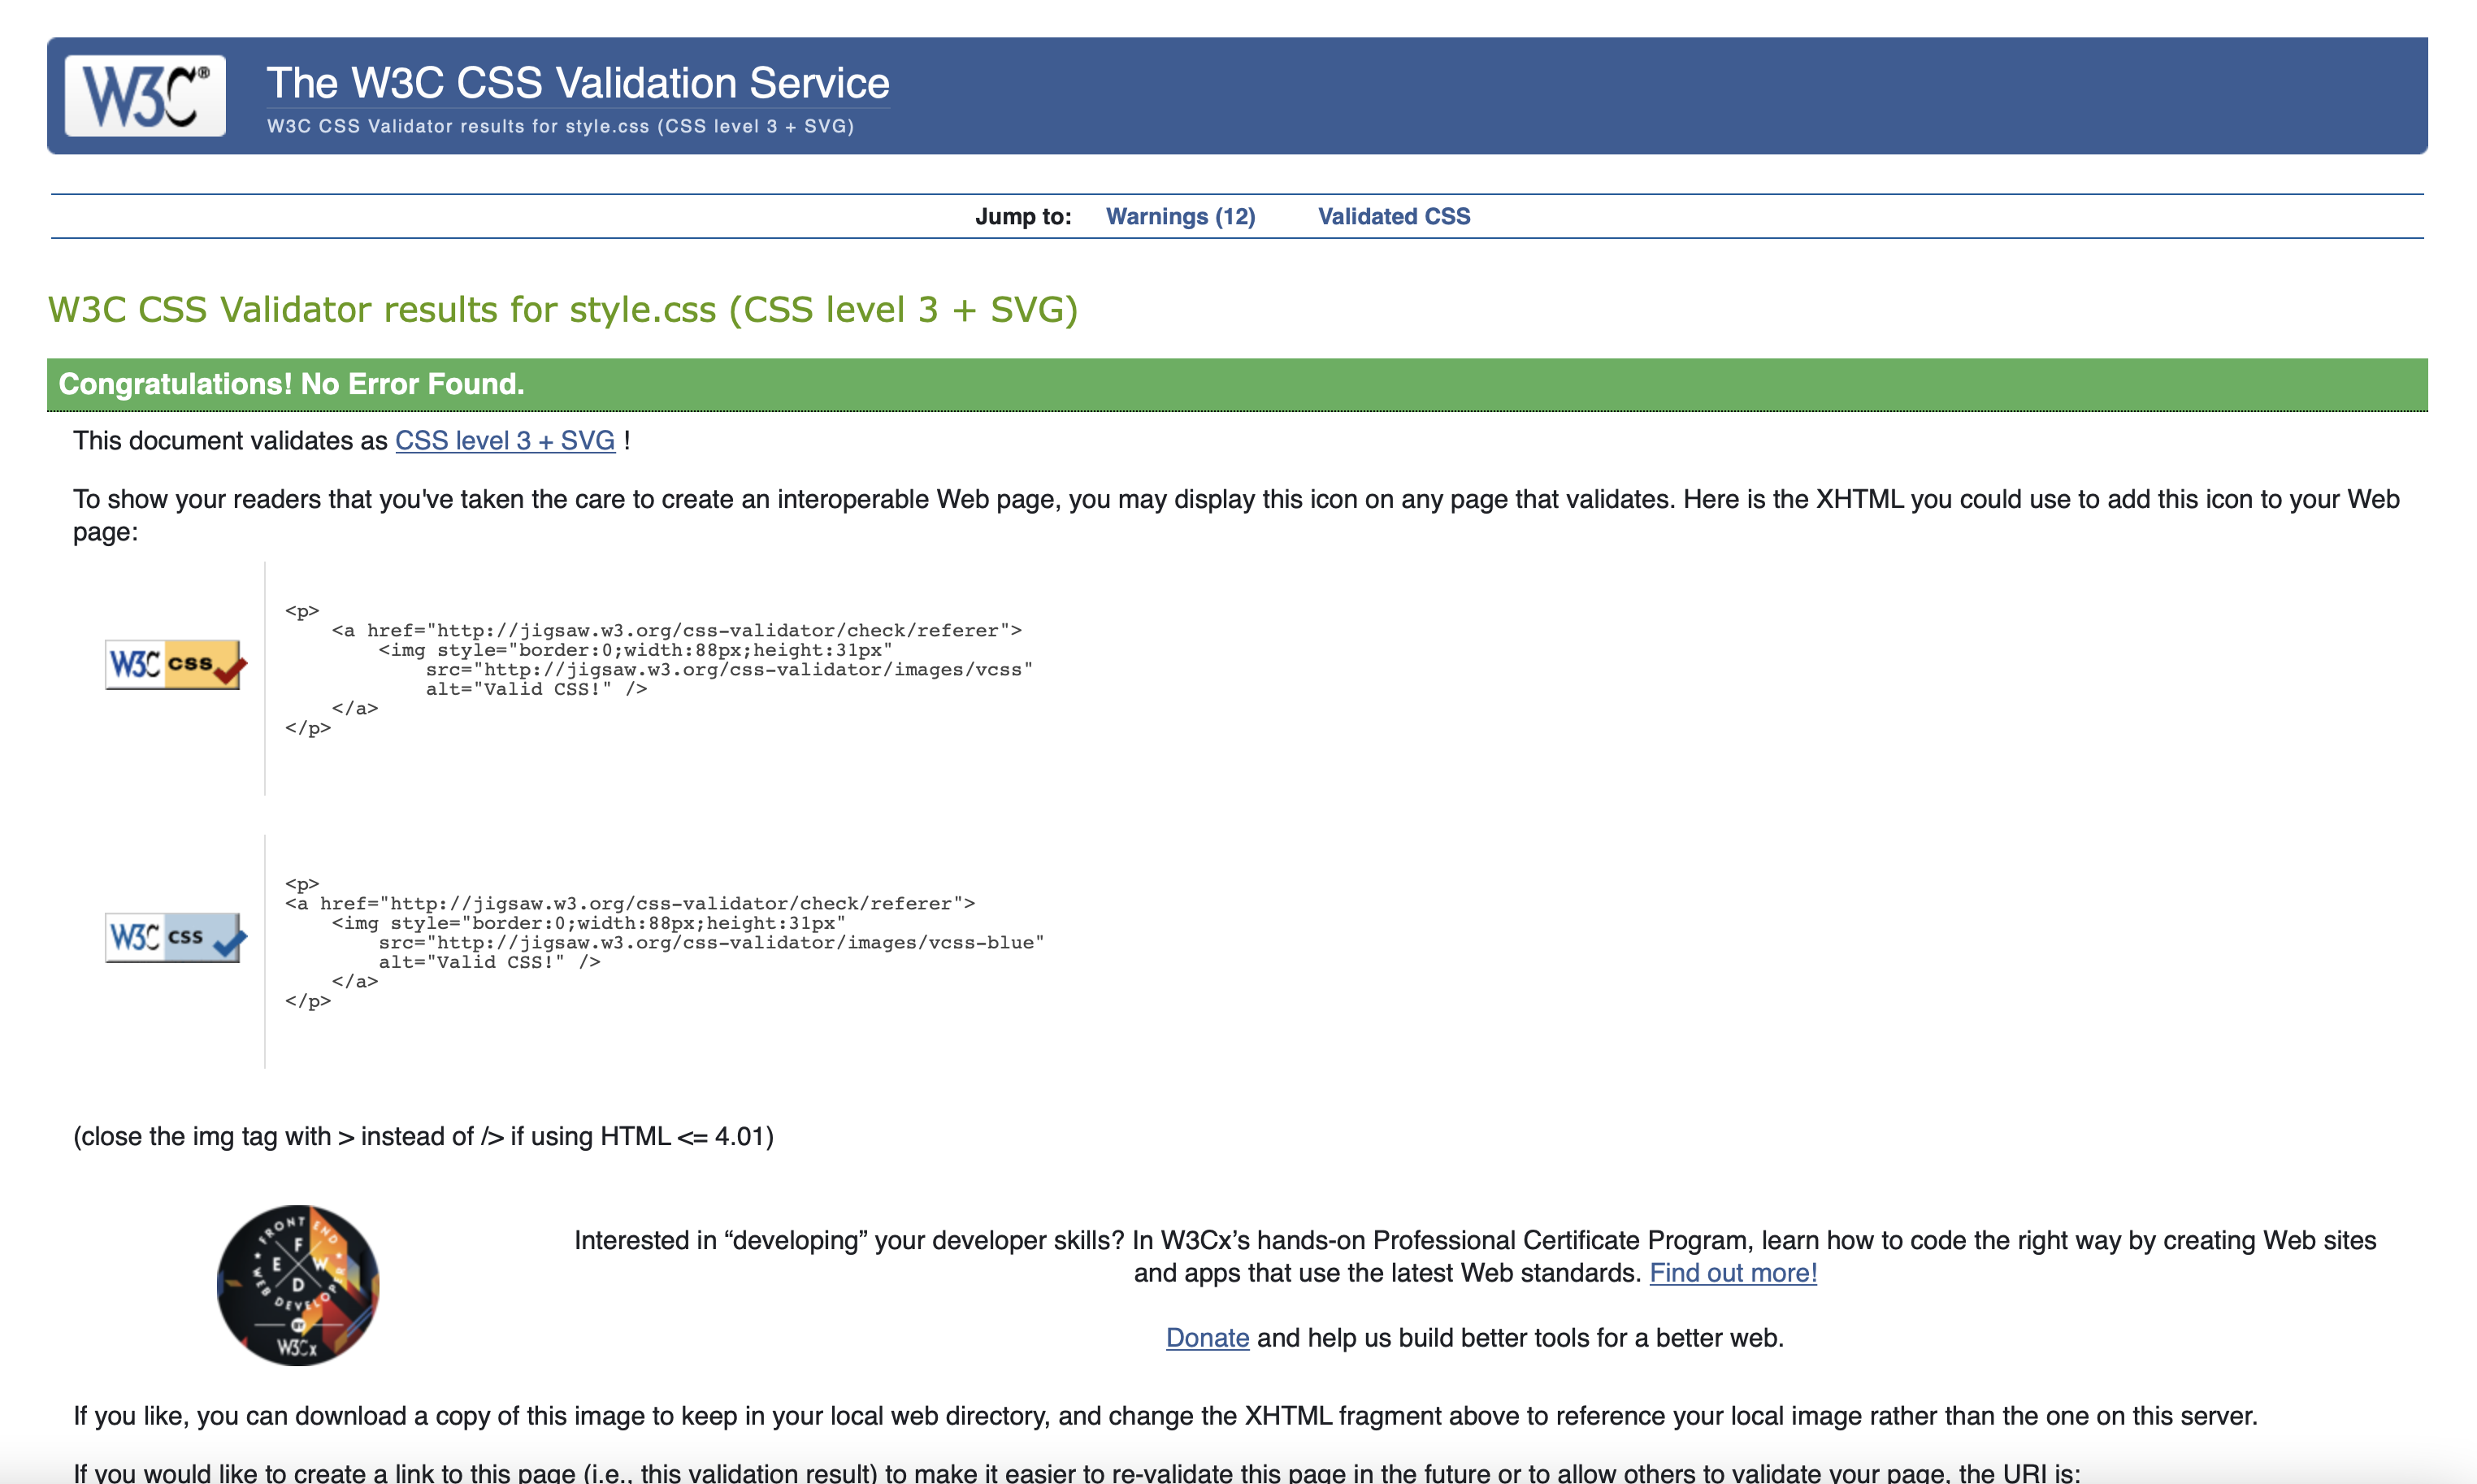 W3C®
The W3C CSS Validation Service
W3C CSS Validator results for style.css (CSS level 3 + SVG)
Jump to: Warnings (12) Validated CSS
W3C CSS Validator results for style.css (CSS level 3 + SVG)
Congratulations! No Error Found.
This document validates as CSS level 3 + SVG !
To show your readers that you've taken the care to create an interoperable Web page, you may display this icon on any page that validates. Here is the XHTML you could use to add this icon to your Web
page:
W3C css
<p>
<a href="http://jigsaw.w3.org/css-validator/check/referer">
<img style="border:0;width:88px;height:31px"
src="http://jigsaw.w3.org/css-validator/images/vcss"
alt="Valid CSS!" />
</a>
</p>
W3C css
<p>
<a href="http://jigsaw.w3.org/css-validator/check/referer">
<img style="border:0;width:88px;height:31px"
src="http://jigsaw.w3.org/css-validator/images/vcss-blue"
alt="Valid CSS!" />
</a>
</p>
(close the img tag with > instead of /> if using HTML <= 4.01)
FRONT END
WEB DEVELOPER
F
E W
D
BY
W3Cx
Interested in “developing” your developer skills? In W3Cx’s hands-on Professional Certificate Program, learn how to code the right way by creating Web sites
and apps that use the latest Web standards. Find out more!
Donate and help us build better tools for a better web.
If you like, you can download a copy of this image to keep in your local web directory, and change the XHTML fragment above to reference your local image rather than the one on this server.
If you would like to create a link to this page (i.e., this validation result) to make it easier to re-validate this page in the future or to allow others to validate your page, the URI is: